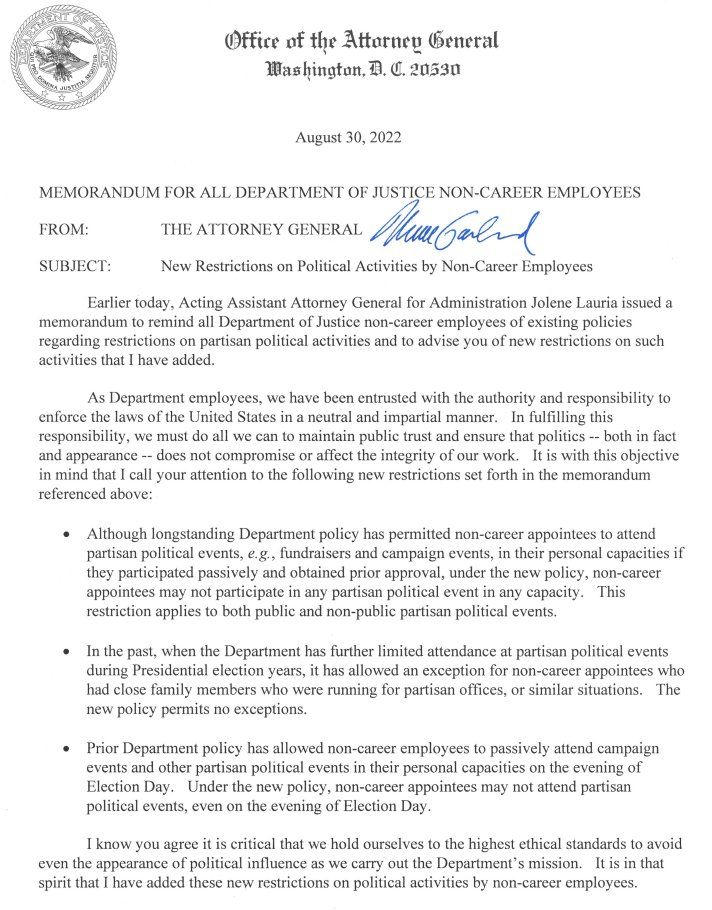 DEPARTMENT OF JUSTICE
QUI PRO DOMINA JUSTITIA SEQUITUR
Office of the Attorney General
Washington, D. C. 20530
August 30, 2022
MEMORANDUM FOR ALL DEPARTMENT OF JUSTICE NON-CAREER EMPLOYEES
FROM: THE ATTORNEY GENERAL
SUBJECT: New Restrictions on Political Activities by Non-Career Employees
Earlier today, Acting Assistant Attorney General for Administration Jolene Lauria issued a
memorandum to remind all Department of Justice non-career employees of existing policies
regarding restrictions on partisan political activities and to advise you of new restrictions on such
activities that I have added.
As Department employees, we have been entrusted with the authority and responsibility to
enforce the laws of the United States in a neutral and impartial manner. In fulfilling this
responsibility, we must do all we can to maintain public trust and ensure that politics -- both in fact
and appearance -- does not compromise or affect the integrity of our work. It is with this objective
in mind that I call your attention to the following new restrictions set forth in the memorandum
referenced above:
• Although longstanding Department policy has permitted non-career appointees to attend
partisan political events, e.g., fundraisers and campaign events, in their personal capacities if
they participated passively and obtained prior approval, under the new policy, non-career
appointees may not participate in any partisan political event in any capacity. This
restriction applies to both public and non-public partisan political events.
• In the past, when the Department has further limited attendance at partisan political events
during Presidential election years, it has allowed an exception for non-career appointees who
had close family members who were running for partisan offices, or similar situations. The
new policy permits no exceptions.
• Prior Department policy has allowed non-career employees to passively attend campaign
events and other partisan political events in their personal capacities on the evening of
Election Day. Under the new policy, non-career appointees may not attend partisan
political events, even on the evening of Election Day.
I know you agree it is critical that we hold ourselves to the highest ethical standards to avoid
even the appearance of political influence as we carry out the Department's mission. It is in that
spirit that I have added these new restrictions on political activities by non-career employees.